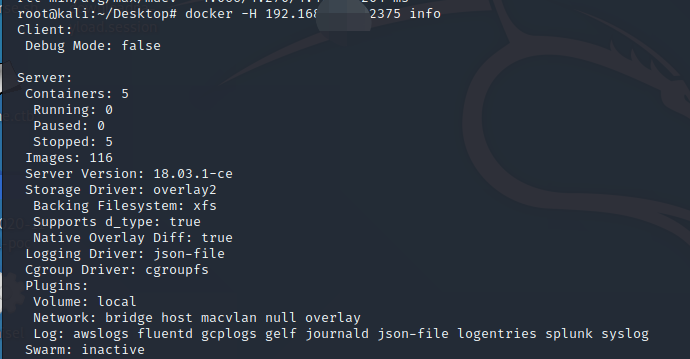 root@kali:~/Desktop# docker -H 192.168 2375 info
Client:
Debug Mode: false
Server:
Containers: 5
Running: 0
Paused: 0
Stopped: 5
Images: 116
Server Version: 18.03.1-ce
Storage Driver: overlay2
Backing Filesystem: xfs
Supports d_type: true
Native Overlay Diff: true
Logging Driver: json-file
Cgroup Driver: cgroupfs
Plugins:
Volume: local
Network: bridge host macvlan null overlay
Log: awslogs fluentd gcplogs gelf journald json-file logentries splunk syslog
Swarm: inactive